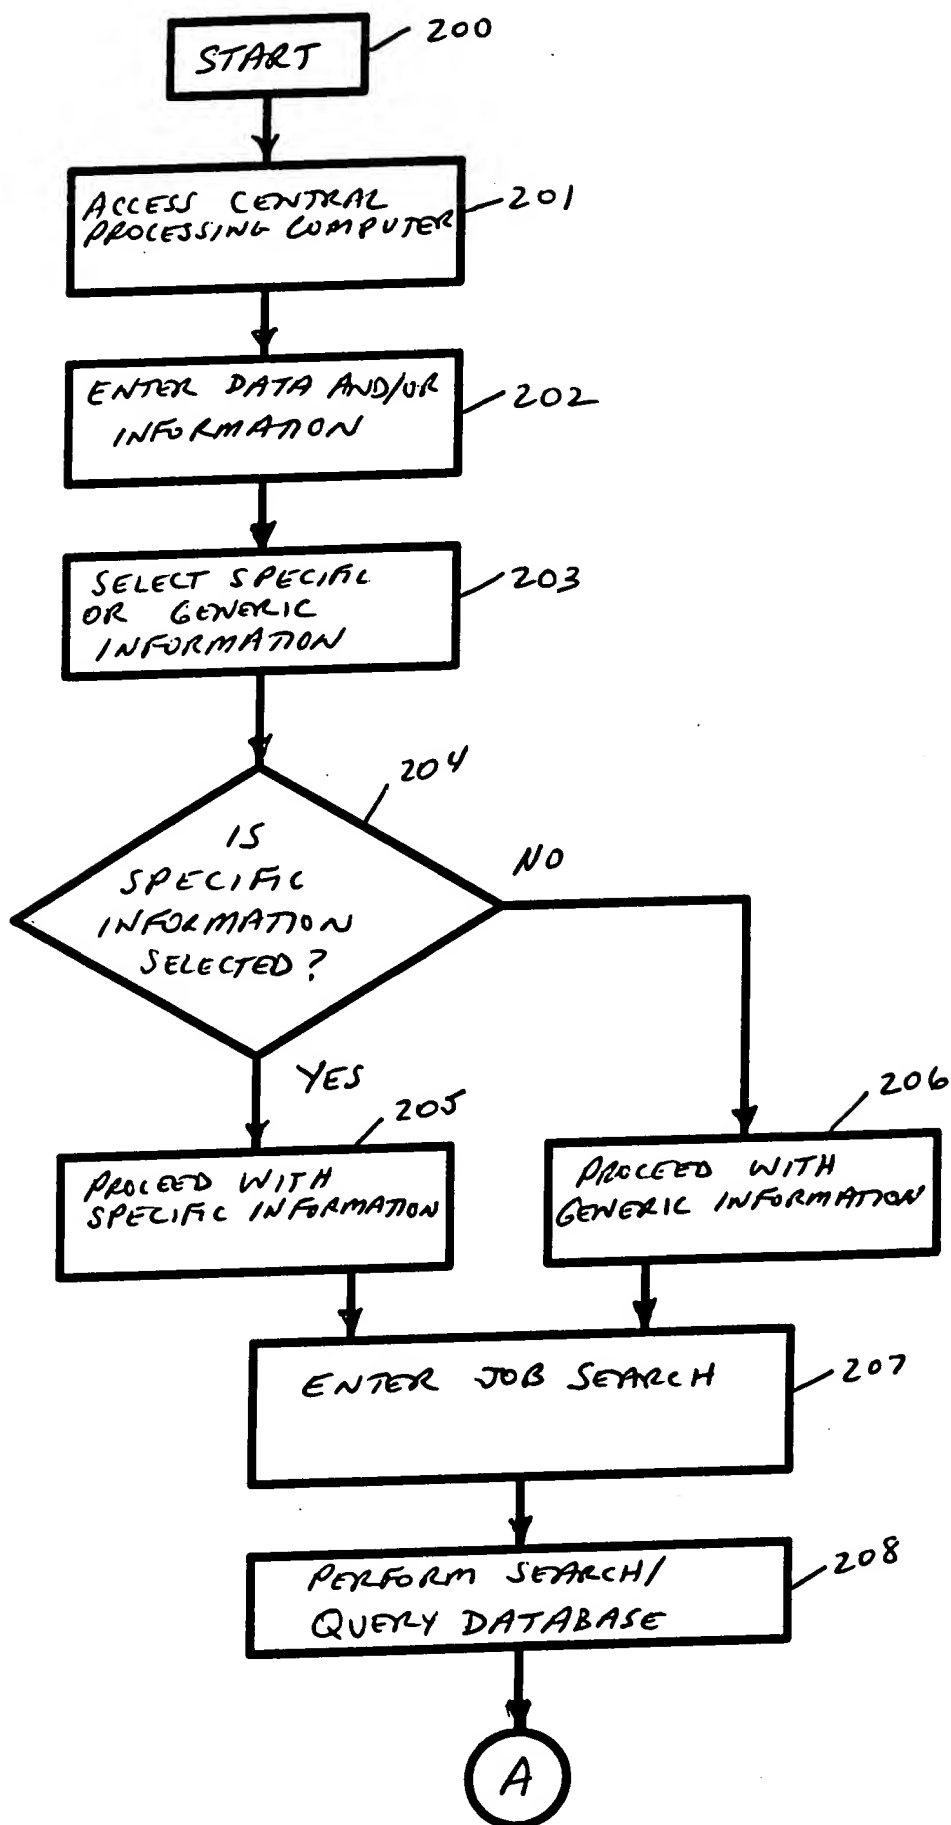 START
200
ACCESS CENTRAL
PROCESSING COMPUTER
201
ENTER DATA AND/OR
INFORMATION
202
SELECT SPECIFIC
OR GENERIC
INFORMATION
203
204
IS
SPECIFIC
INFORMATION
SELECTED?
NO
YES
205
206
PROCEED WITH
SPECIFIC INFORMATION
PROCEED WITH
GENERIC INFORMATION
ENTER JOB SEARCH
207
PERFORM SEARCH/
QUERY DATABASE
208
A